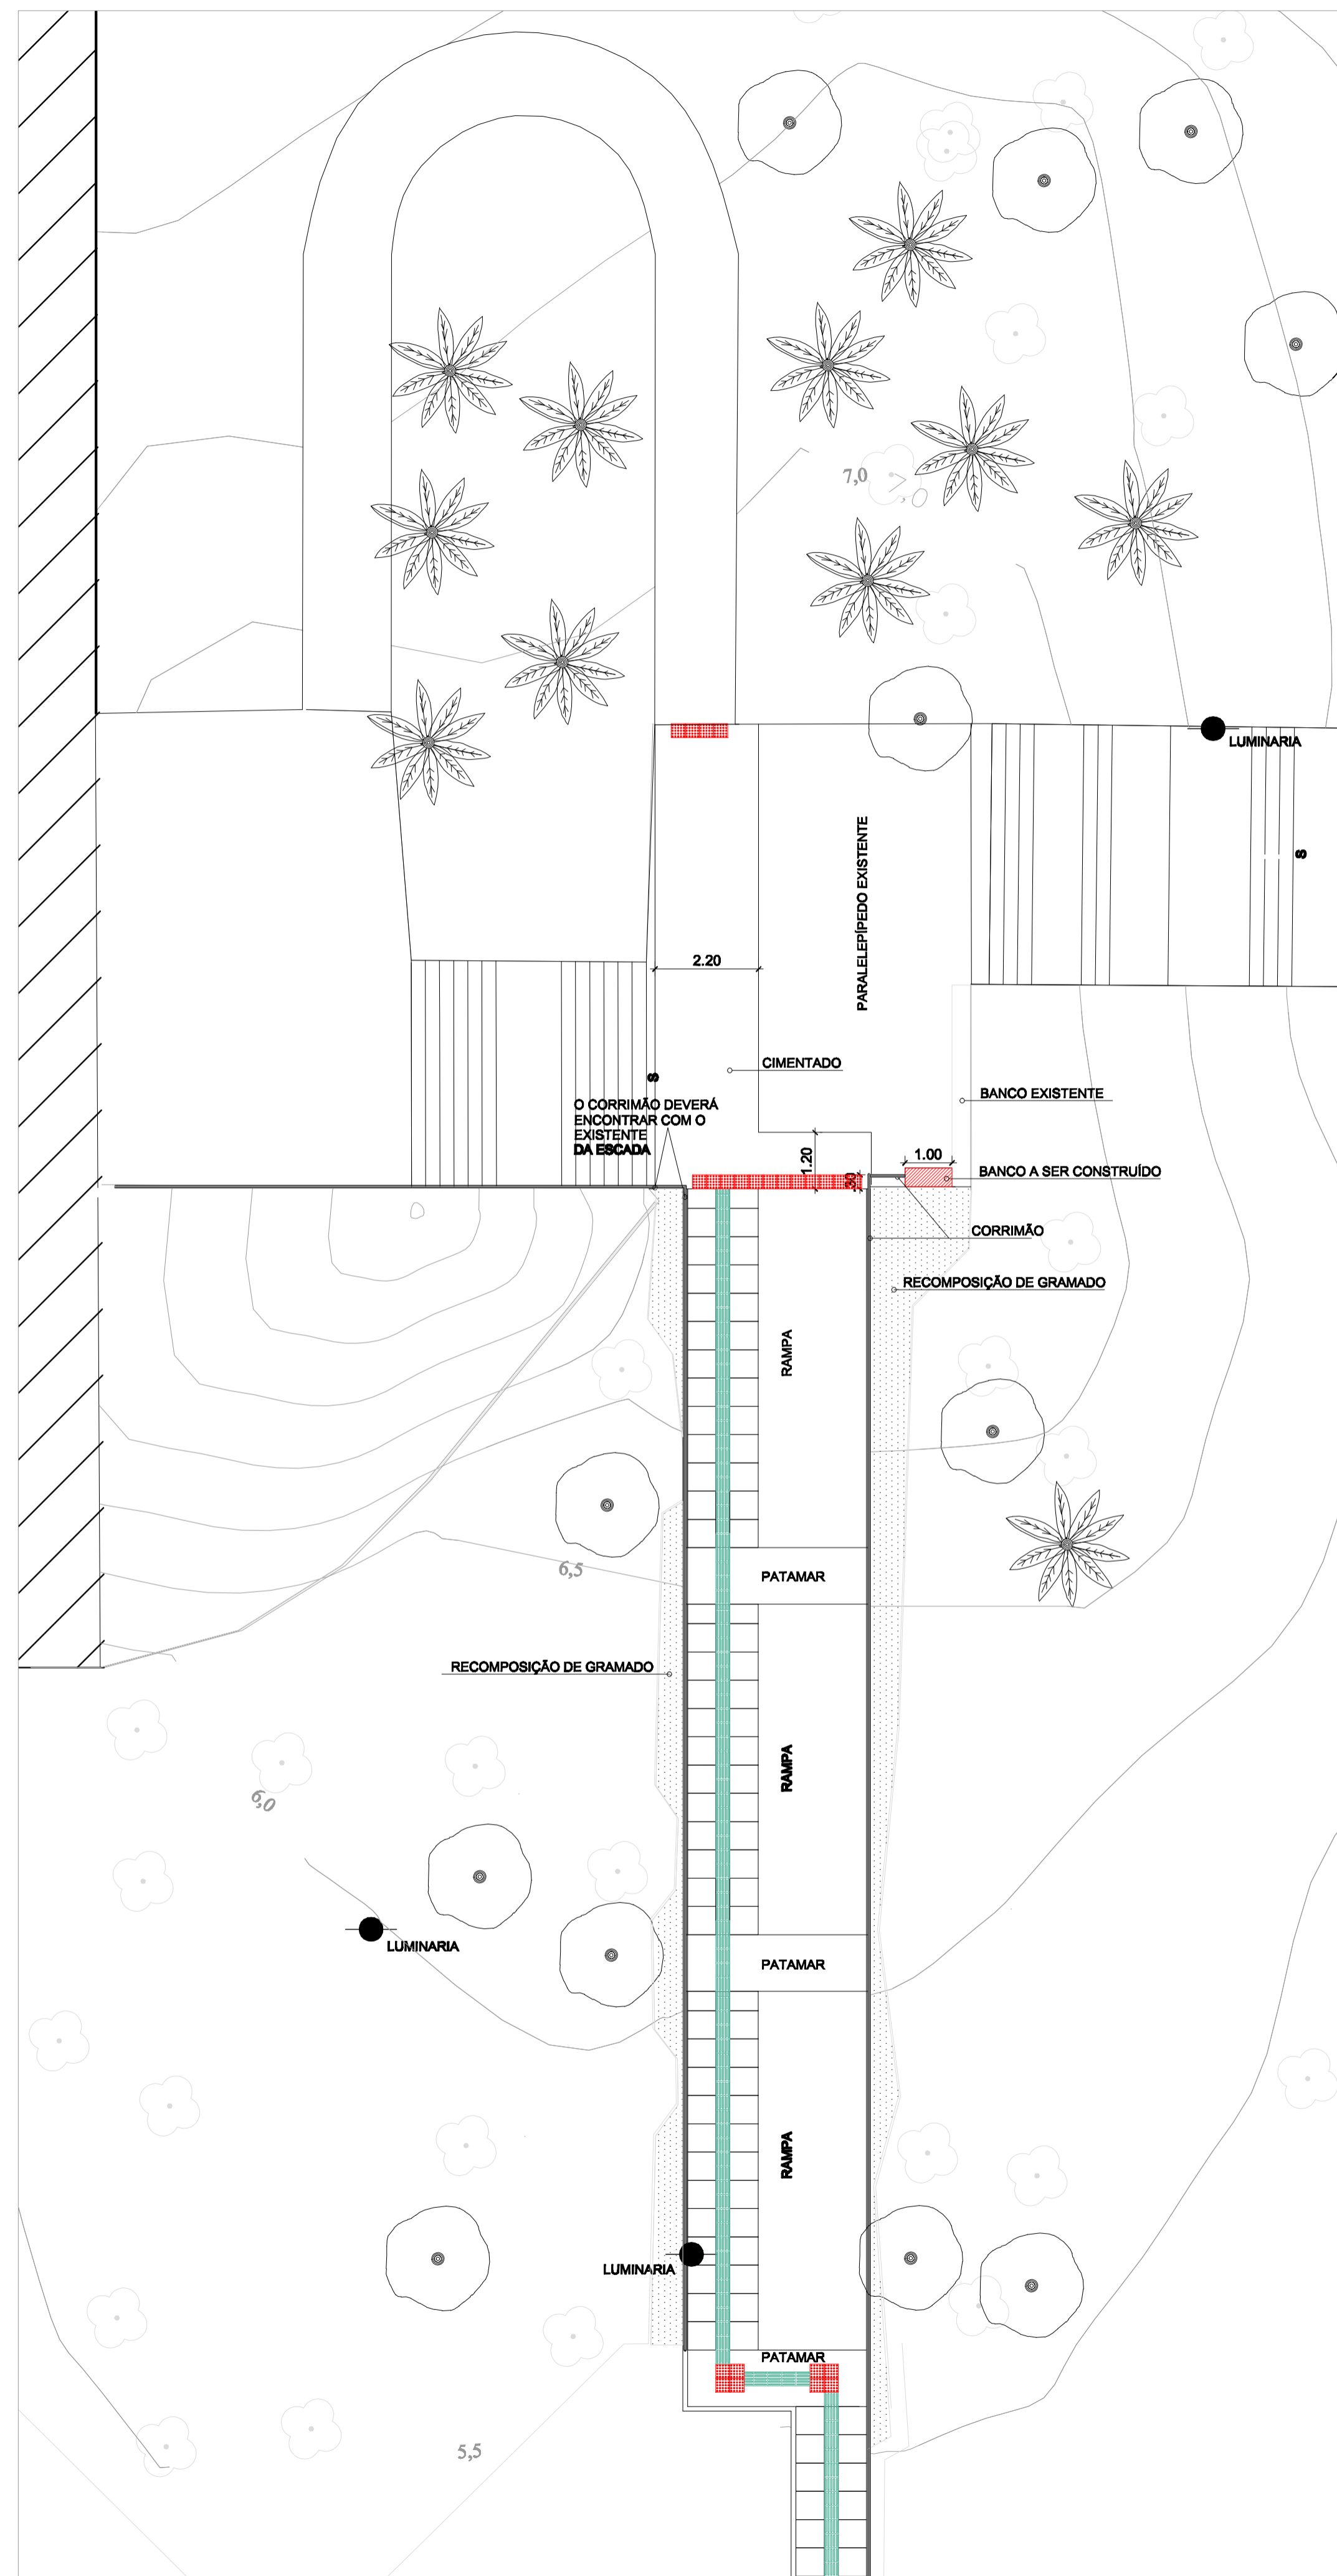 7,0
LUMINARIA
S
PARALELEPÍPEDO EXISTENTE
2.20
CIMENTADO
S
O CORRIMÃO DEVERÁ
ENCONTRAR COM O
EXISTENTE
DA ESCADA
BANCO EXISTENTE
1.20
1.00
.30
BANCO A SER CONSTRUÍDO
CORRIMÃO
RECOMPOSIÇÃO DE GRAMADO
RAMPA
6,5
PATAMAR
RECOMPOSIÇÃO DE GRAMADO
RAMPA
6,0
LUMINARIA
PATAMAR
RAMPA
LUMINARIA
PATAMAR
5,5